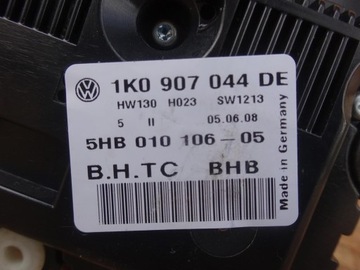 1K0 907 044 DE
HW130 H023 SW1213
5 II 05.06.08
5HB 010 106-05
B.H.TC BHB
Made in Germany